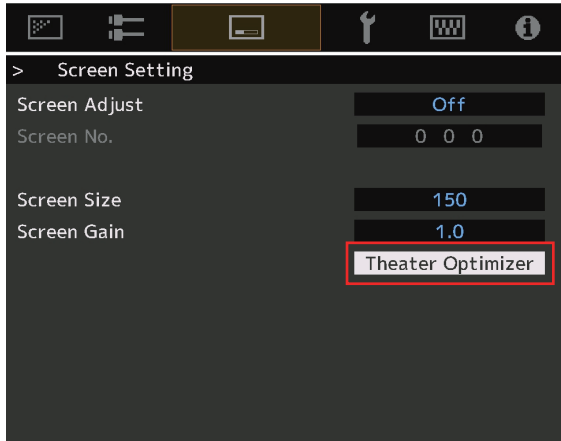 > Screen Setting
Screen Adjust Off
Screen No. 0 0 0
Screen Size 150
Screen Gain 1.0
Theater Optimizer